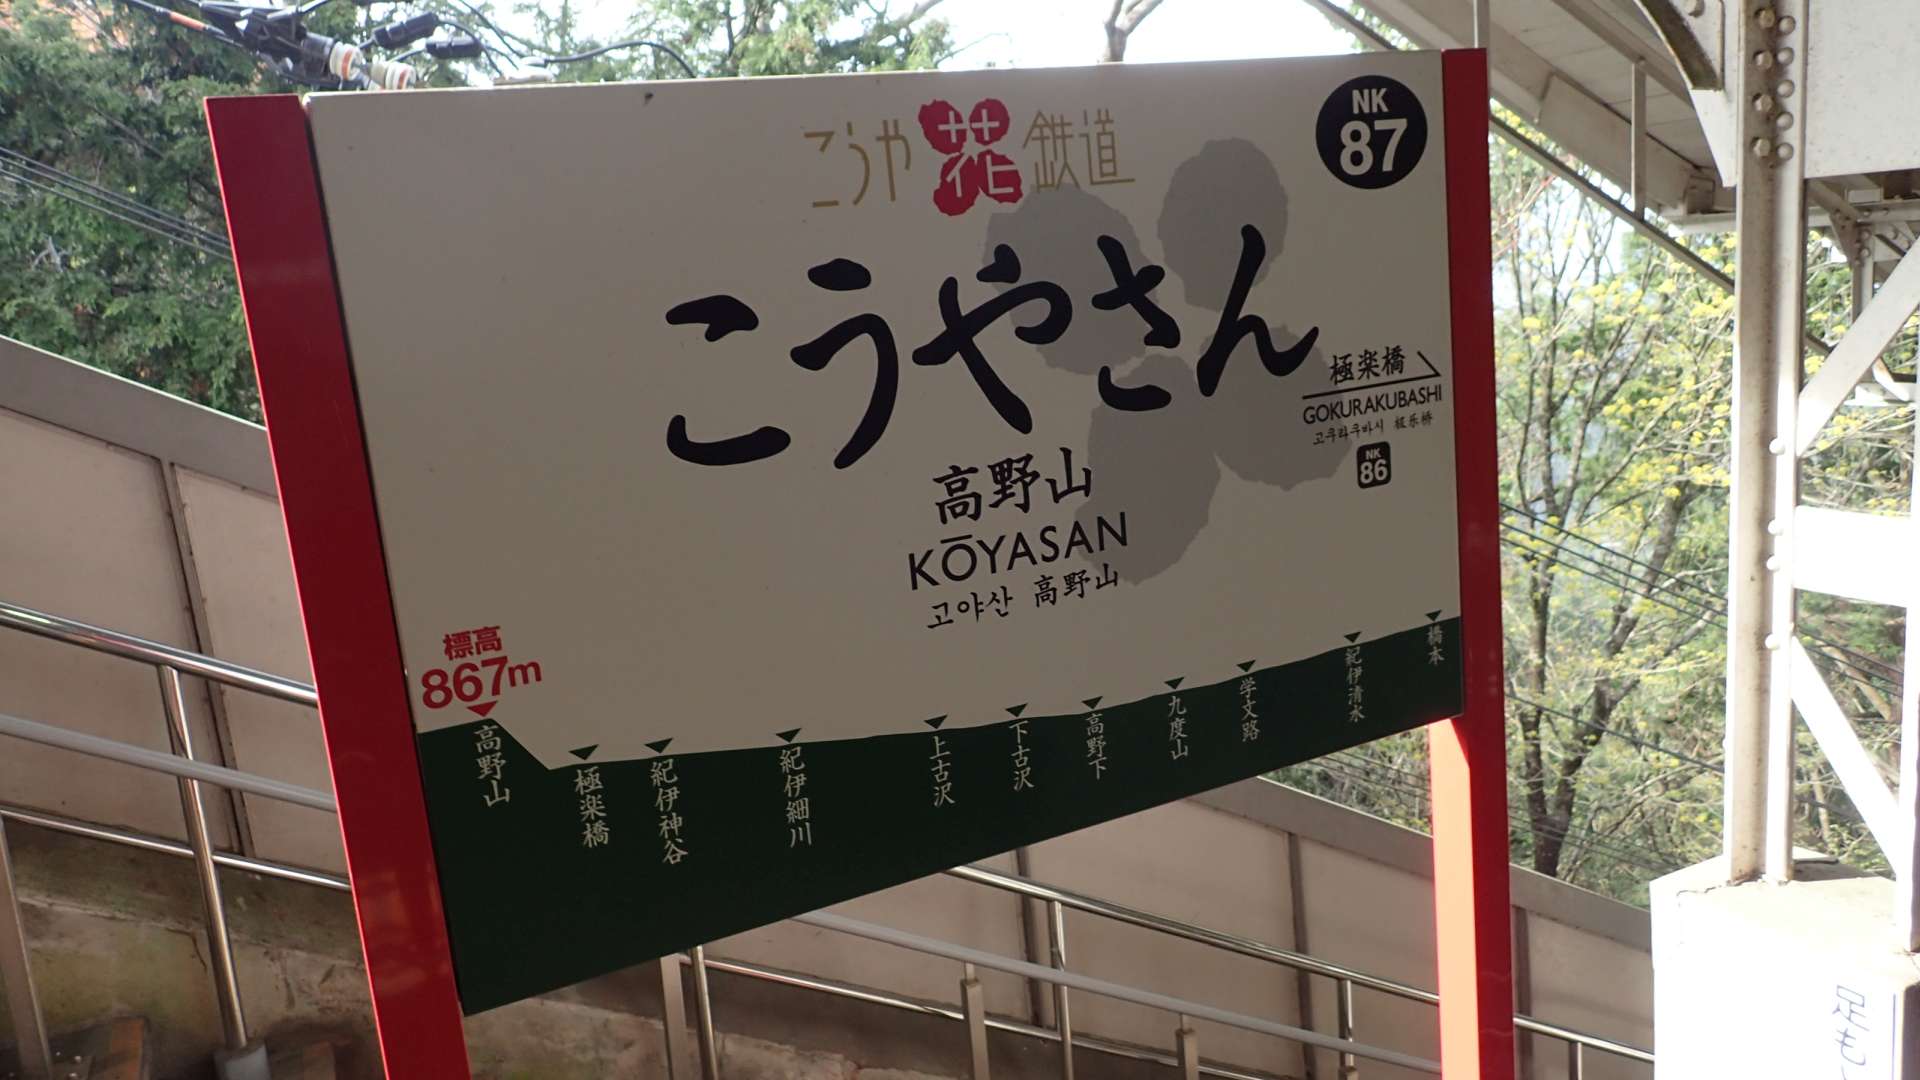 こうや花鉄道
NK
87
こうやさん
高野山
KŌYASAN
고야산 高野山
極楽橋
GOKURAKUBASHI
고쿠라쿠바시 极乐桥
NK
86
標高
867m
高野山
極楽橋
紀伊神谷
紀伊細川
上古沢
下古沢
高野下
九度山
学文路
紀伊清水
橋本
足も